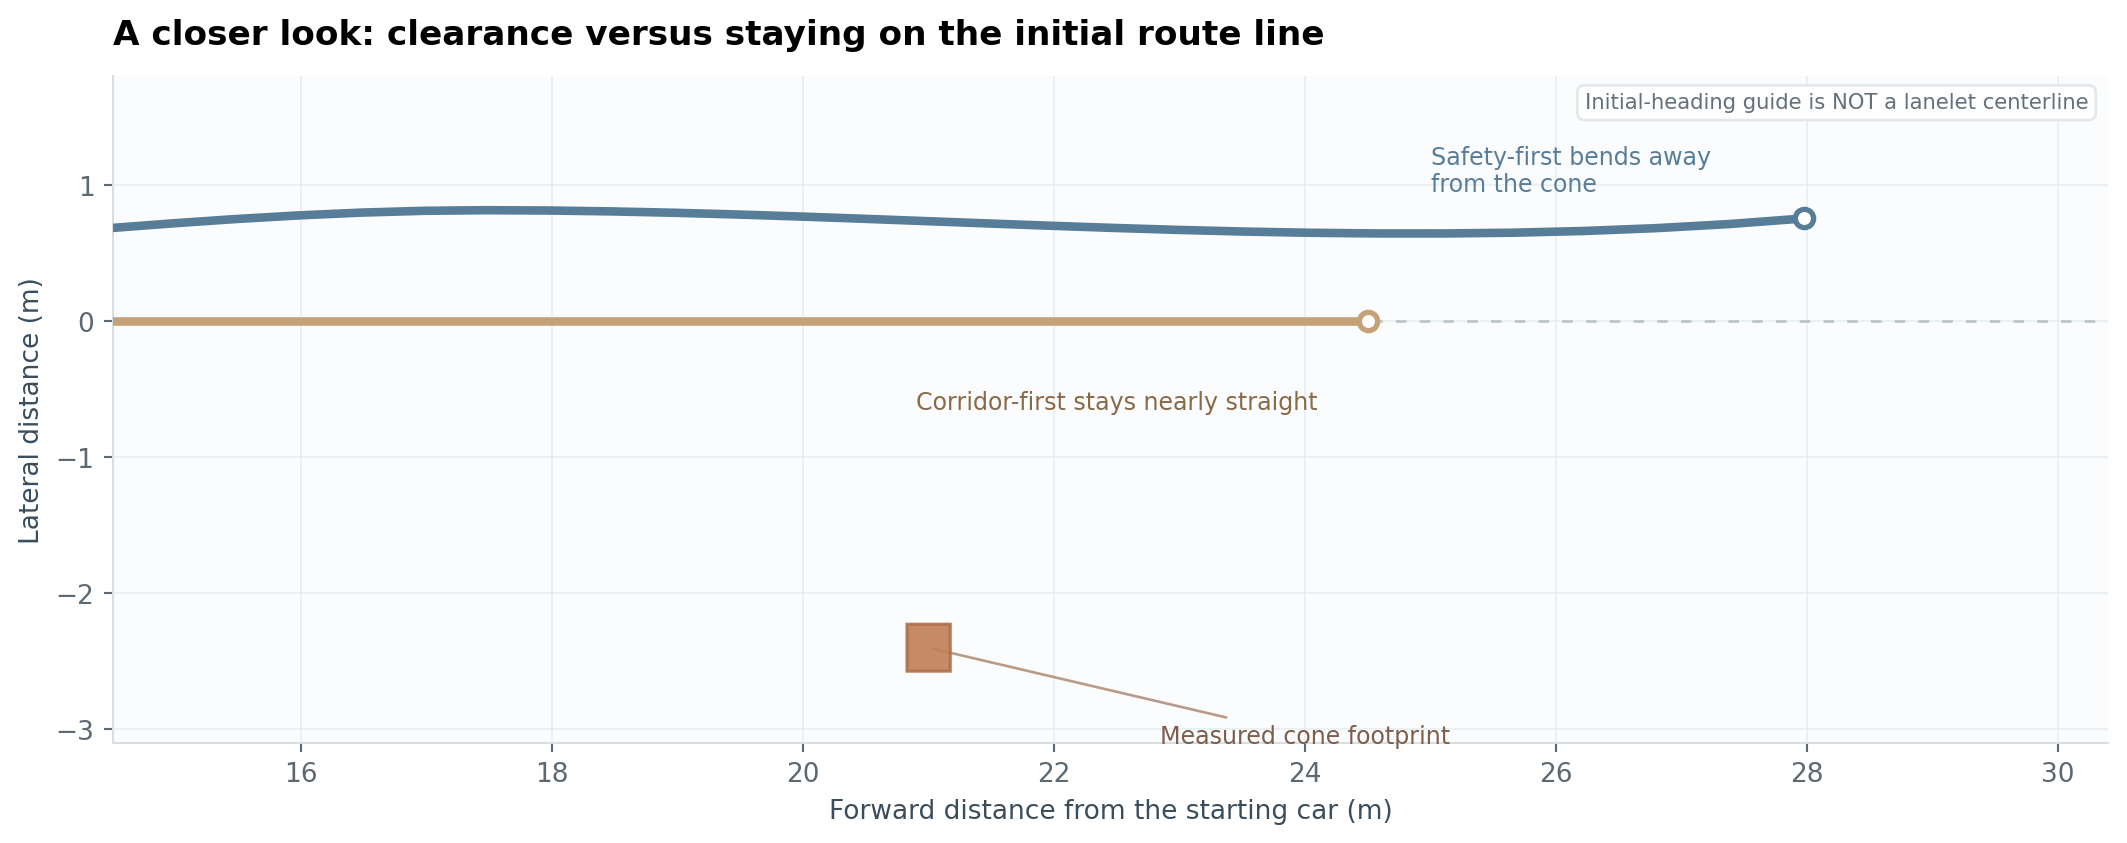 A closer look: clearance versus staying on the initial route line
Initial-heading guide is NOT a lanelet centerline
Safety-first bends away
from the cone
Corridor-first stays nearly straight
Measured cone footprint
Lateral distance (m)
1
0
−1
−2
−3
16
18
20
22
24
26
28
30
Forward distance from the starting car (m)